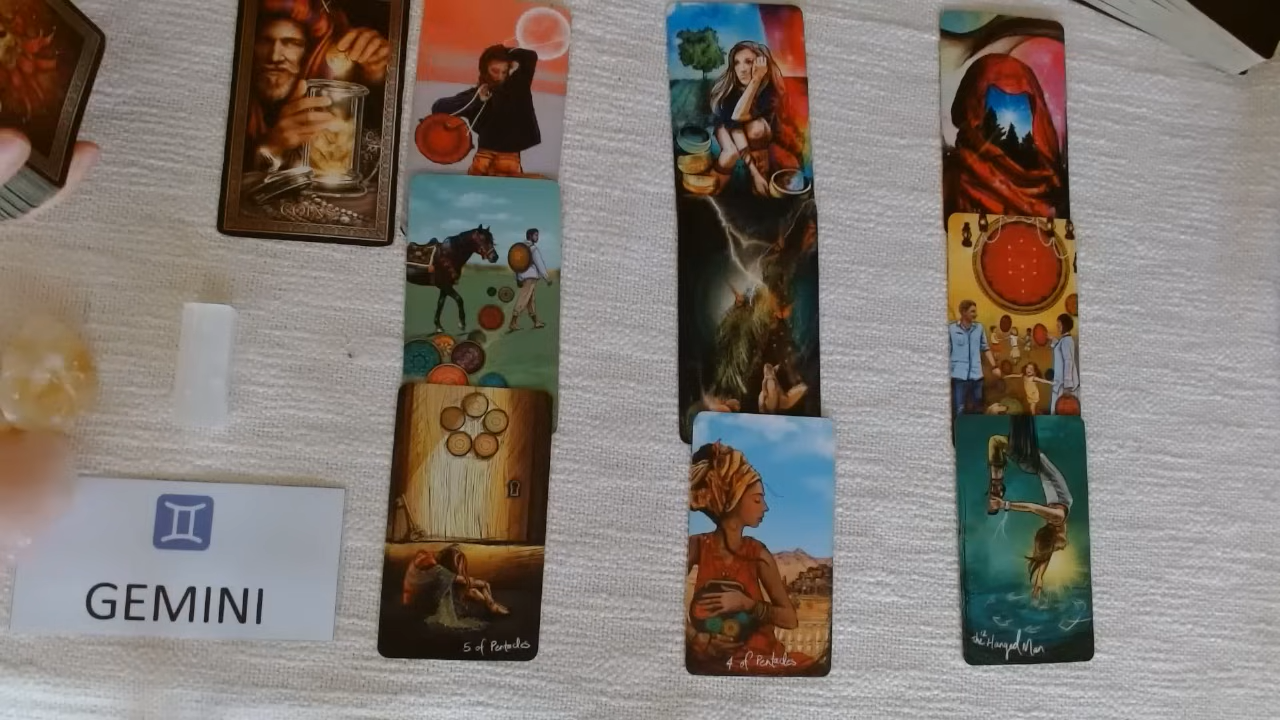 GEMINI
5 of Pentacles
4 of Pentacles
the Hanged Man